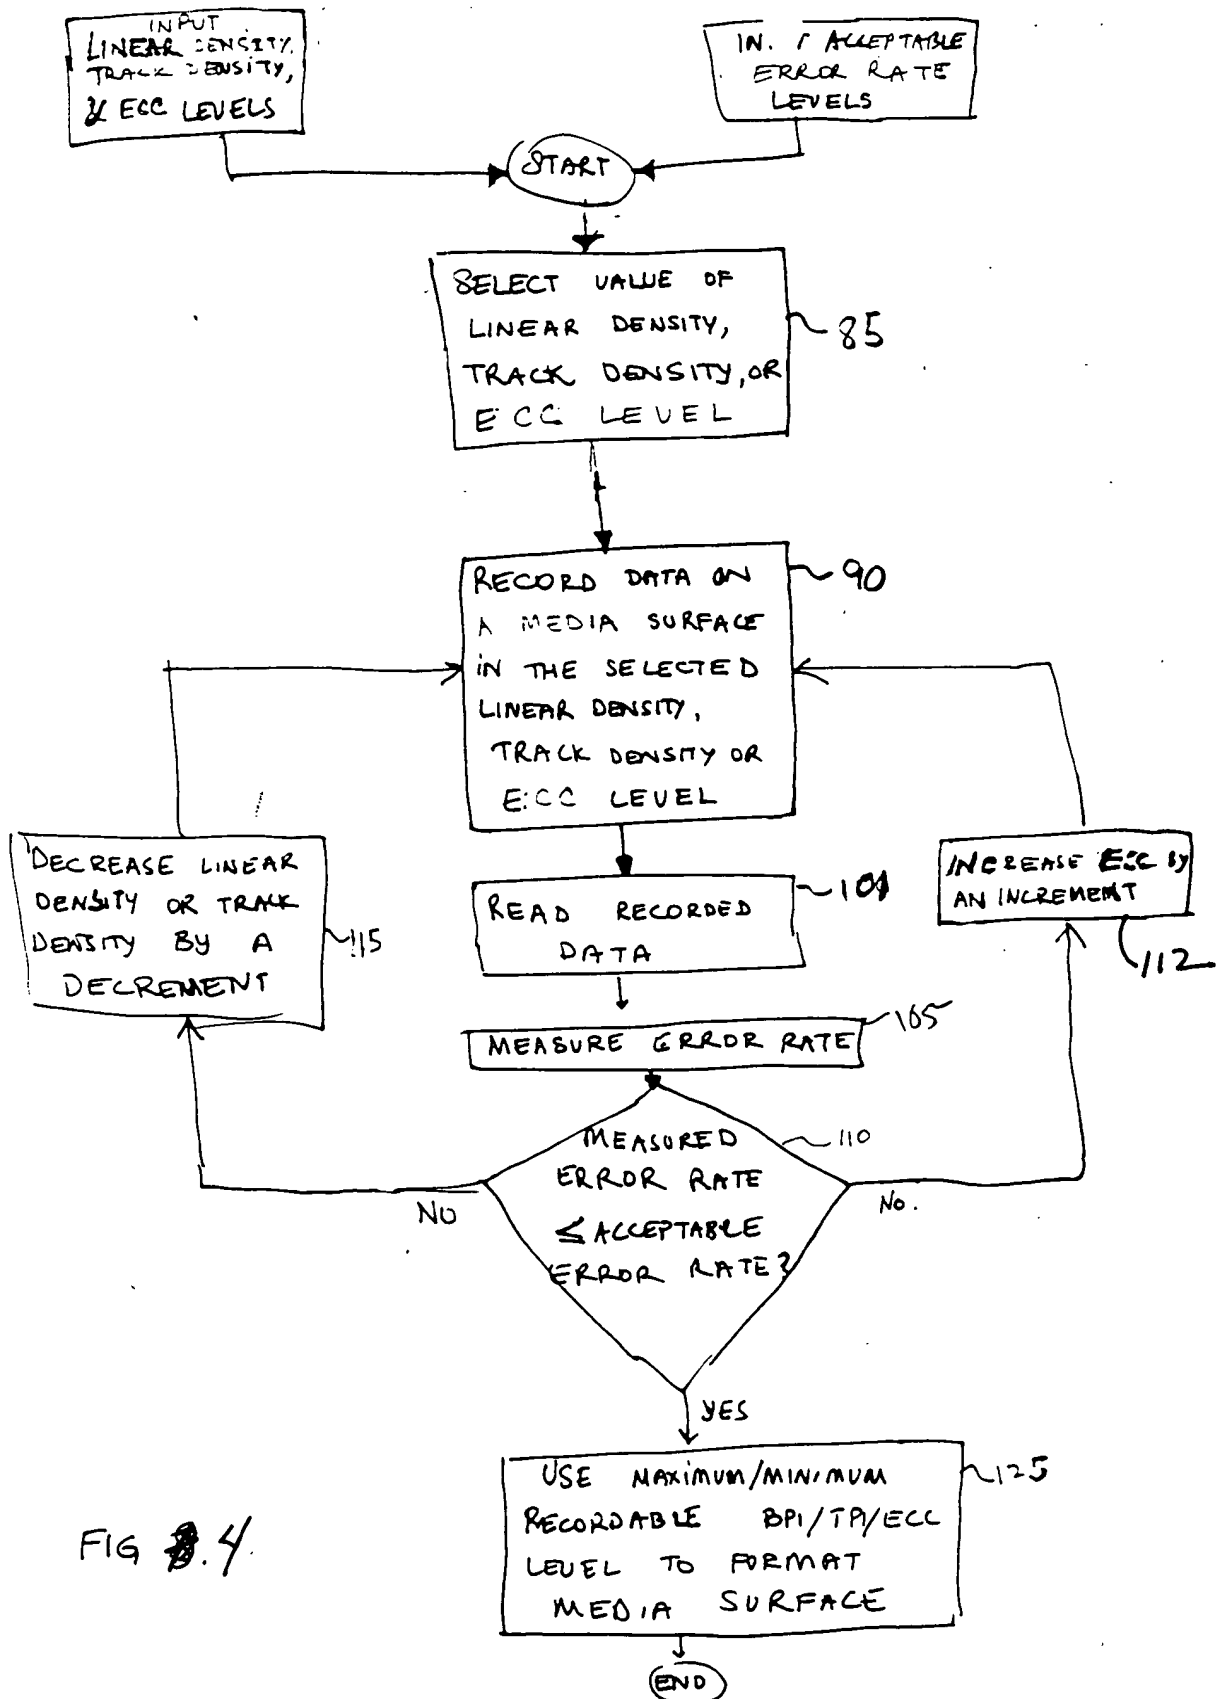 INPUT
LINEAR DENSITY,
TRACK DENSITY,
& ECC LEVELS
ACCEPTABLE
ERROR RATE
LEVELS
START
SELECT VALUE OF
LINEAR DENSITY,
TRACK DENSITY, OR
ECC LEVEL
85
RECORD DATA ON
A MEDIA SURFACE
IN THE SELECTED
LINEAR DENSITY,
TRACK DENSITY OR
ECC LEVEL
90
DECREASE LINEAR
DENSITY OR TRACK
DENSITY BY A
DECREMENT
115
READ RECORDED
DATA
101
INCREASE ECC BY
AN INCREMENT
112
MEASURE ERROR RATE
105
MEASURED
ERROR RATE
≤ ACCEPTABLE
ERROR RATE?
110
NO
NO.
YES
USE MAXIMUM/MINIMUM
RECORDABLE BPI/TPI/ECC
LEVEL TO FORMAT
MEDIA SURFACE
125
END
FIG .4